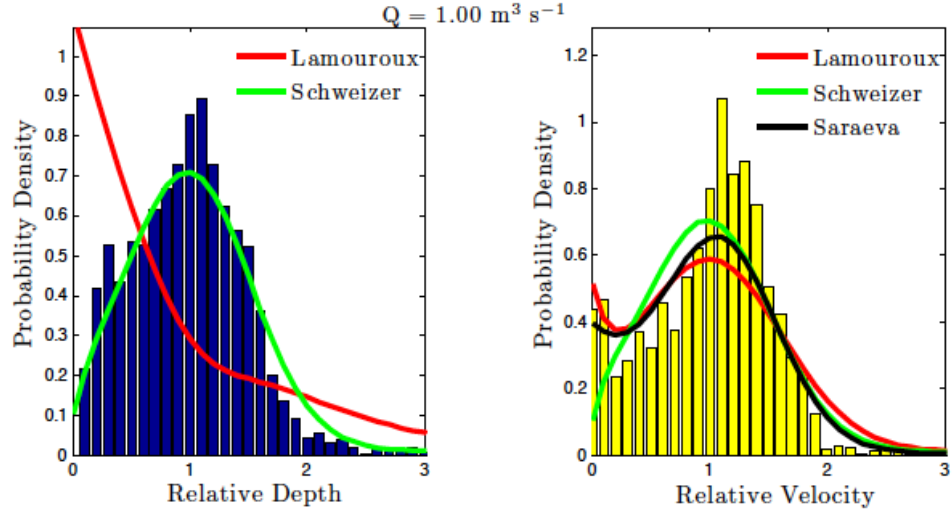 Q = 1.00 m³ s⁻¹
1
0.9
0.8
0.7
0.6
0.5
0.4
0.3
0.2
0.1
0
Probability Density
Lamouroux
Schweizer
0
1
2
3
Relative Depth
1.2
1
0.8
0.6
0.4
0.2
0
Probability Density
Lamouroux
Schweizer
Saraeva
0
1
2
3
Relative Velocity